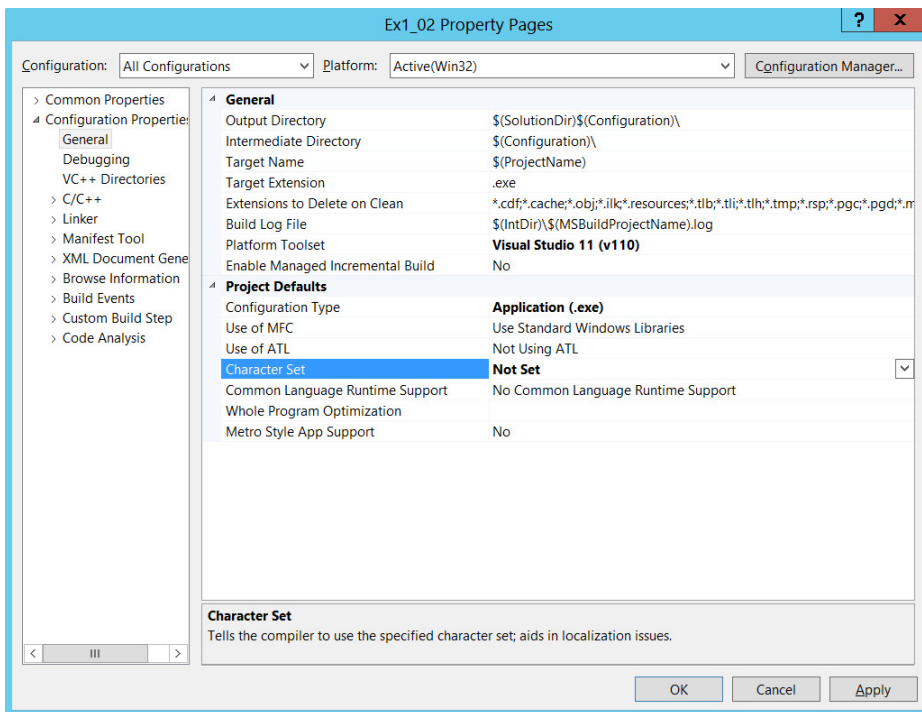 Ex1_02 Property Pages
? x
Configuration: All Configurations Platform: Active(Win32) Configuration Manager...
Common Properties
Configuration Properties
General
Debugging
VC++ Directories
C/C++
Linker
Manifest Tool
XML Document Gene
Browse Information
Build Events
Custom Build Step
Code Analysis
General
Output Directory $(SolutionDir)$(Configuration)\
Intermediate Directory $(Configuration)\
Target Name $(ProjectName)
Target Extension .exe
Extensions to Delete on Clean *.cdf;*.cache;*.obj;*.ilk;*.resources;*.tlb;*.tli;*.tlh;*.tmp;*.rsp;*.pgc;*.pgd;*.m
Build Log File $(IntDir)\$(MSBuildProjectName).log
Platform Toolset Visual Studio 11 (v110)
Enable Managed Incremental Build No
Project Defaults
Configuration Type Application (.exe)
Use of MFC Use Standard Windows Libraries
Use of ATL Not Using ATL
Character Set Not Set
Common Language Runtime Support No Common Language Runtime Support
Whole Program Optimization
Metro Style App Support No
Character Set
Tells the compiler to use the specified character set; aids in localization issues.
OK Cancel Apply